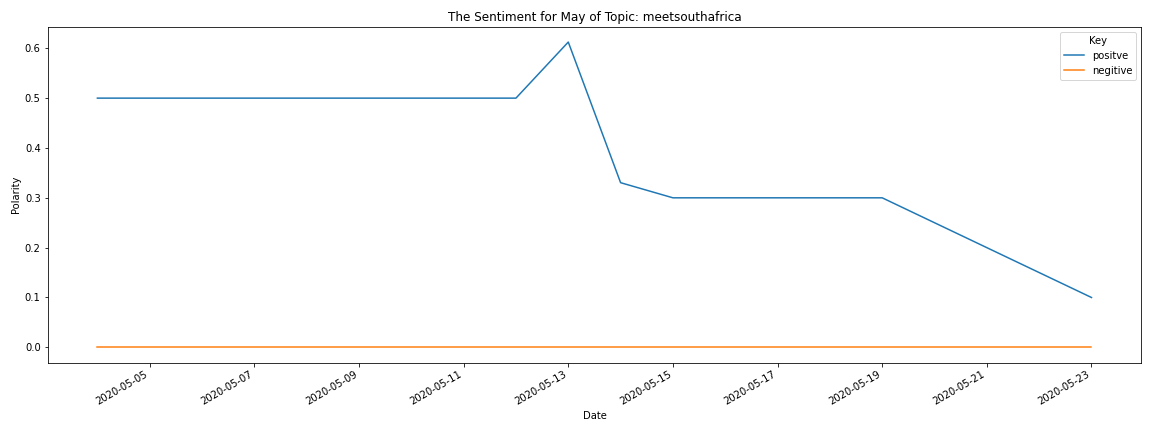 The Sentiment for May of Topic: meetsouthafrica
Key
positve
negitive
Polarity
0.6
0.5
0.4
0.3
0.2
0.1
0.0
2020-05-05
2020-05-07
2020-05-09
2020-05-11
2020-05-13
2020-05-15
2020-05-17
2020-05-19
2020-05-21
2020-05-23
Date